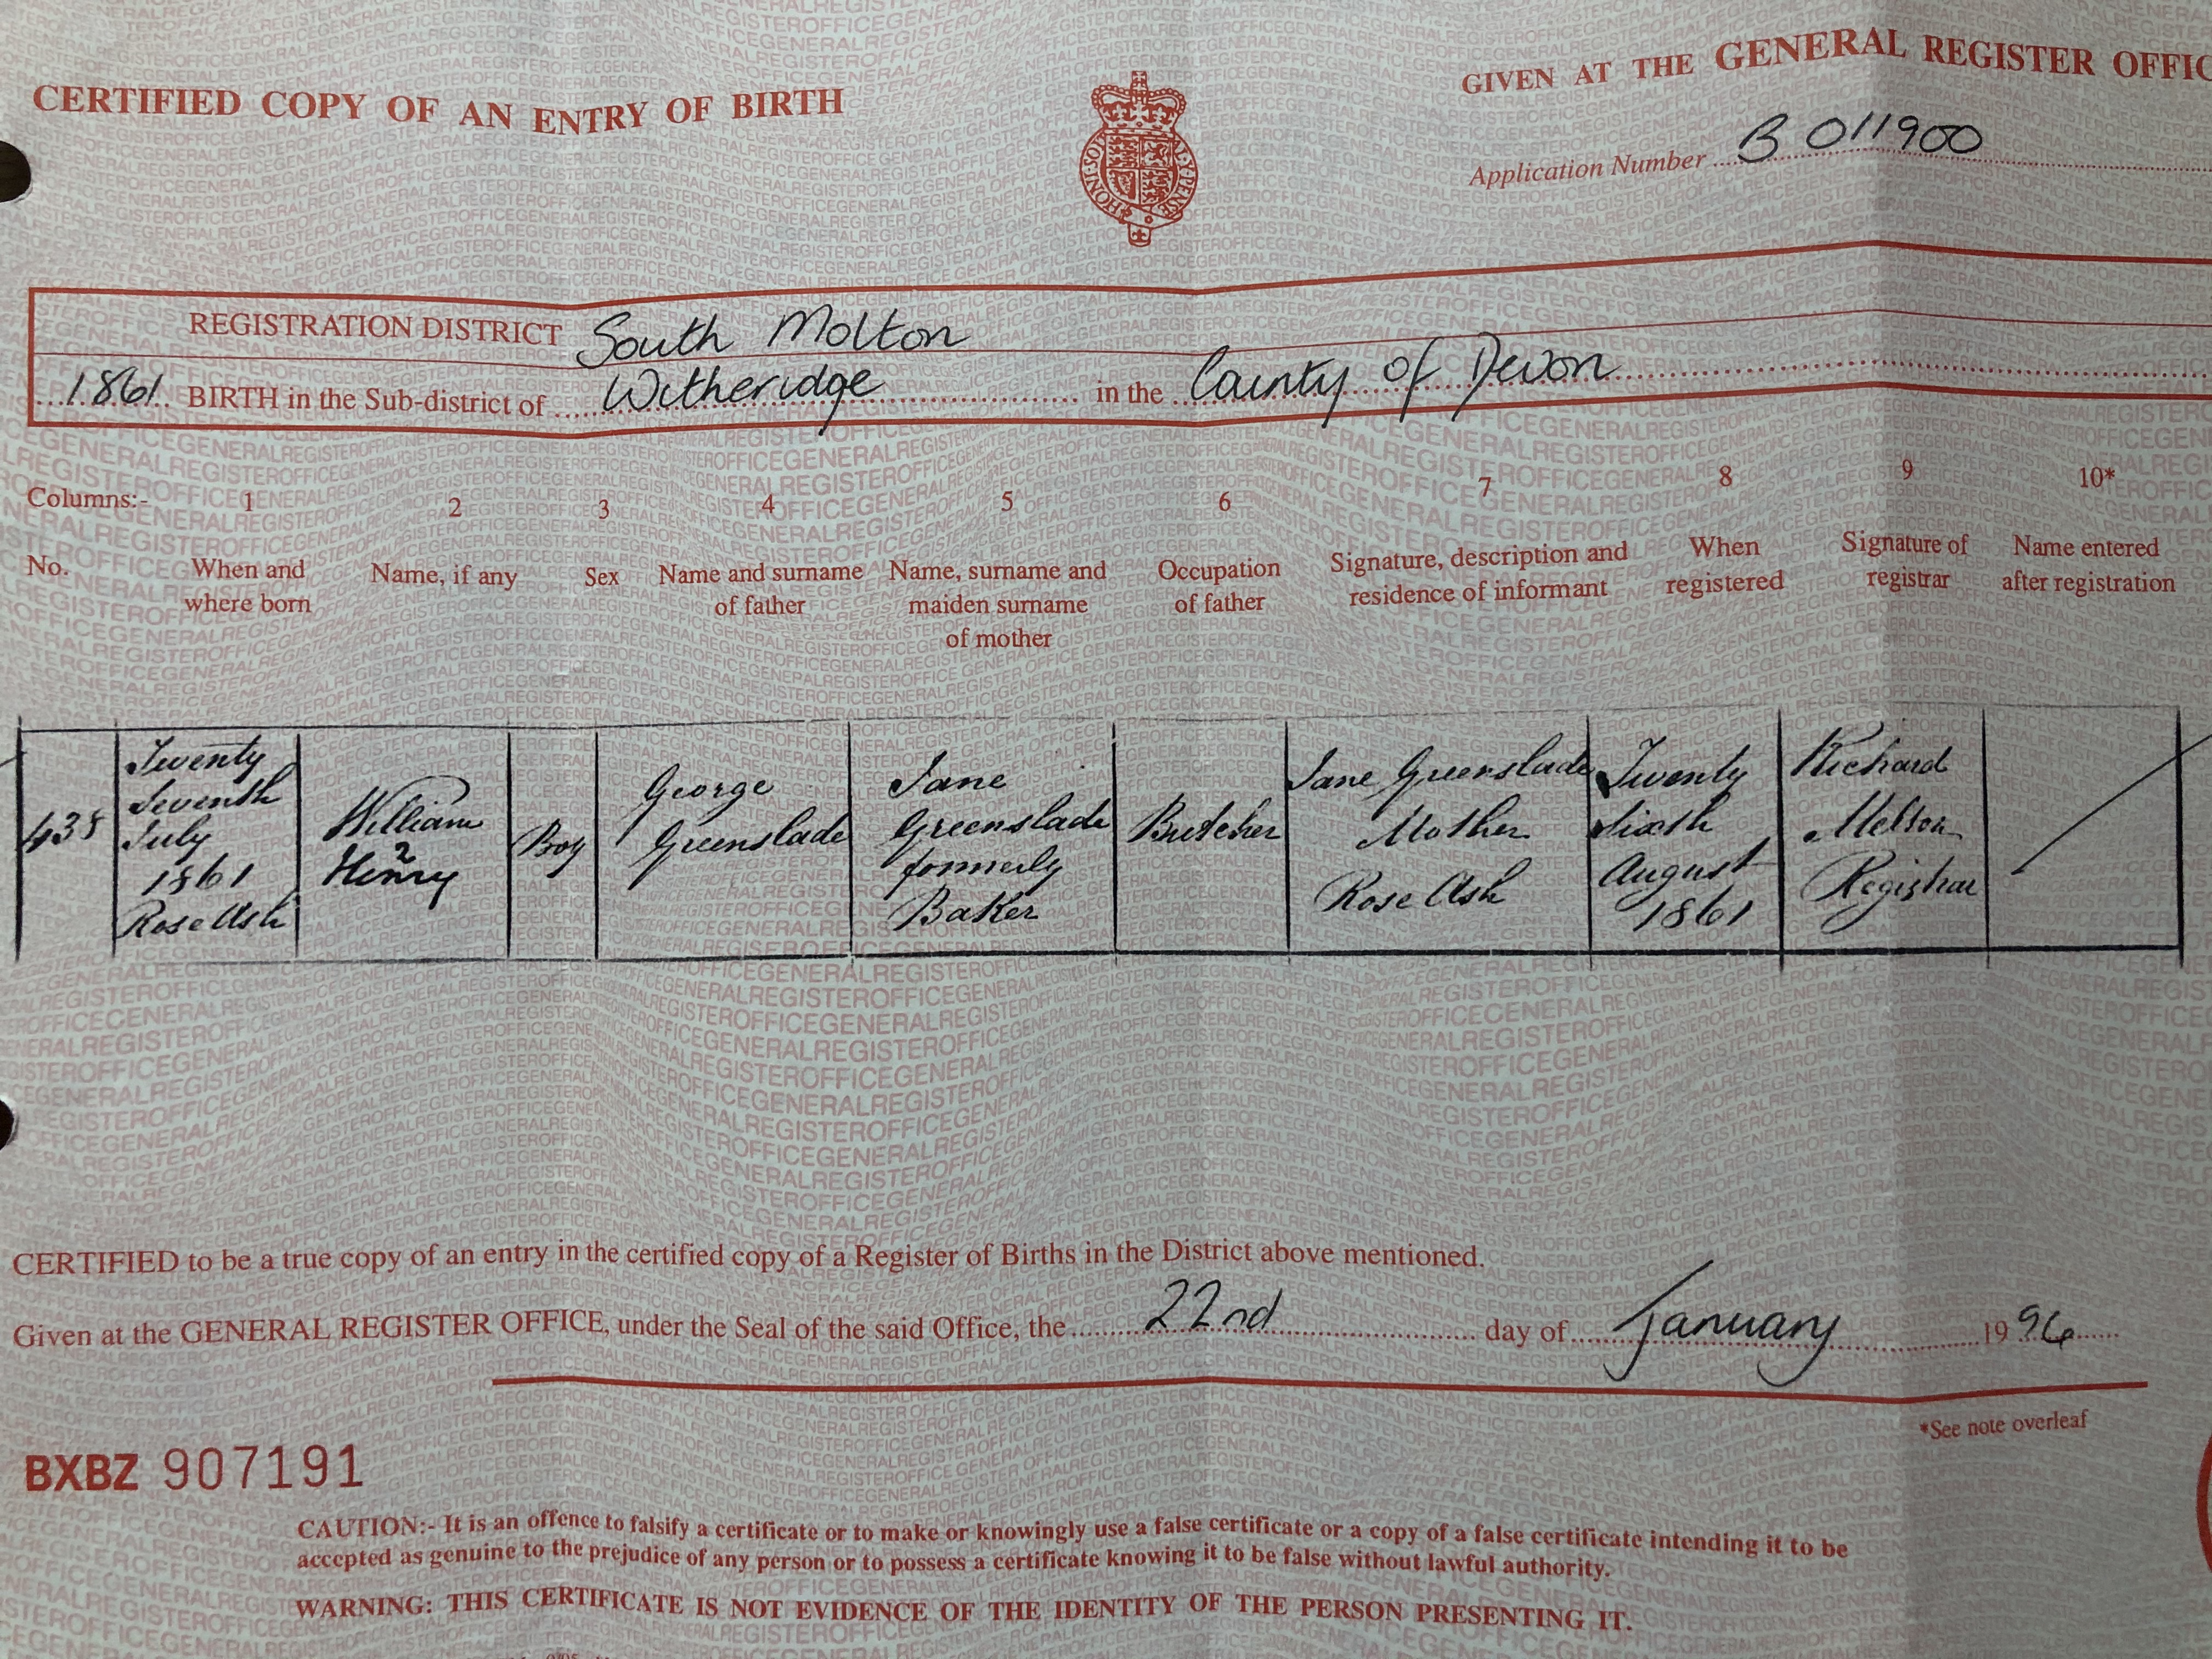 CERTIFIED COPY OF AN ENTRY OF BIRTH
GIVEN AT THE GENERAL REGISTER OFFIC
Application Number B 011900
HONI·SOI AL·Y·PENSE
REGISTRATION DISTRICT South Molton
1861 BIRTH in the Sub-district of Witheridge in the County of Devon
Columns:- 1 2 3 4 5 6 7 8 9 10*
No.
When and
where born
Name, if any
Sex
Name and surname
of father
Name, surname and
maiden surname
of mother
Occupation
of father
Signature, description and
residence of informant
When
registered
Signature of
registrar
Name entered
after registration
438
Twenty
Seventh
July
1861
Rose Ash
William
Henry
Boy
George
Greenslade
Jane
Greenslade
formerly
Baker
Butcher
Jane Greenslade
Mother
Rose Ash
Twenty
Sixth
August
1861
Richard
Melton
Registrar
CERTIFIED to be a true copy of an entry in the certified copy of a Register of Births in the District above mentioned.
Given at the GENERAL REGISTER OFFICE, under the Seal of the said Office, the 22nd day of January 1996
*See note overleaf
BXBZ 907191
CAUTION:- It is an offence to falsify a certificate or to make or knowingly use a false certificate or a copy of a false certificate intending it to be
accepted as genuine to the prejudice of any person or to possess a certificate knowing it to be false without lawful authority.
WARNING: THIS CERTIFICATE IS NOT EVIDENCE OF THE IDENTITY OF THE PERSON PRESENTING IT.